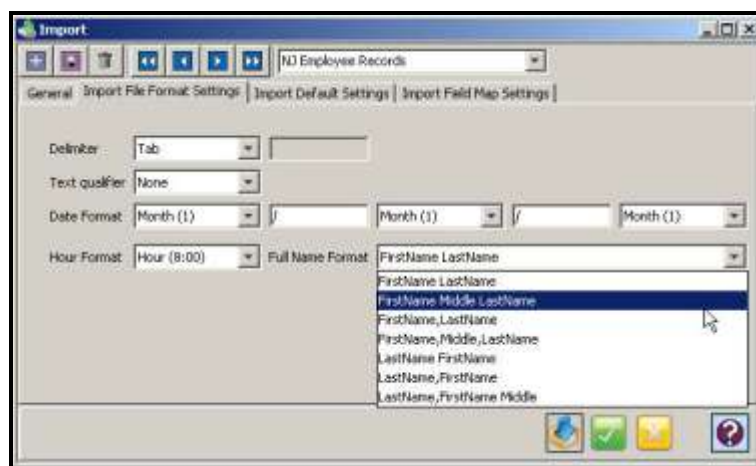 Import
NJ Employee Records
General Import File Format Settings Import Default Settings Import Field Map Settings
Delimiter Tab
Text qualifier None
Date Format Month (1) / Month (1) / Month (1)
Hour Format Hour (8:00) Full Name Format FirstName LastName
FirstName LastName
FirstName Middle LastName
FirstName,LastName
FirstName,Middle,LastName
LastName FirstName
LastName,FirstName
LastName,FirstName Middle